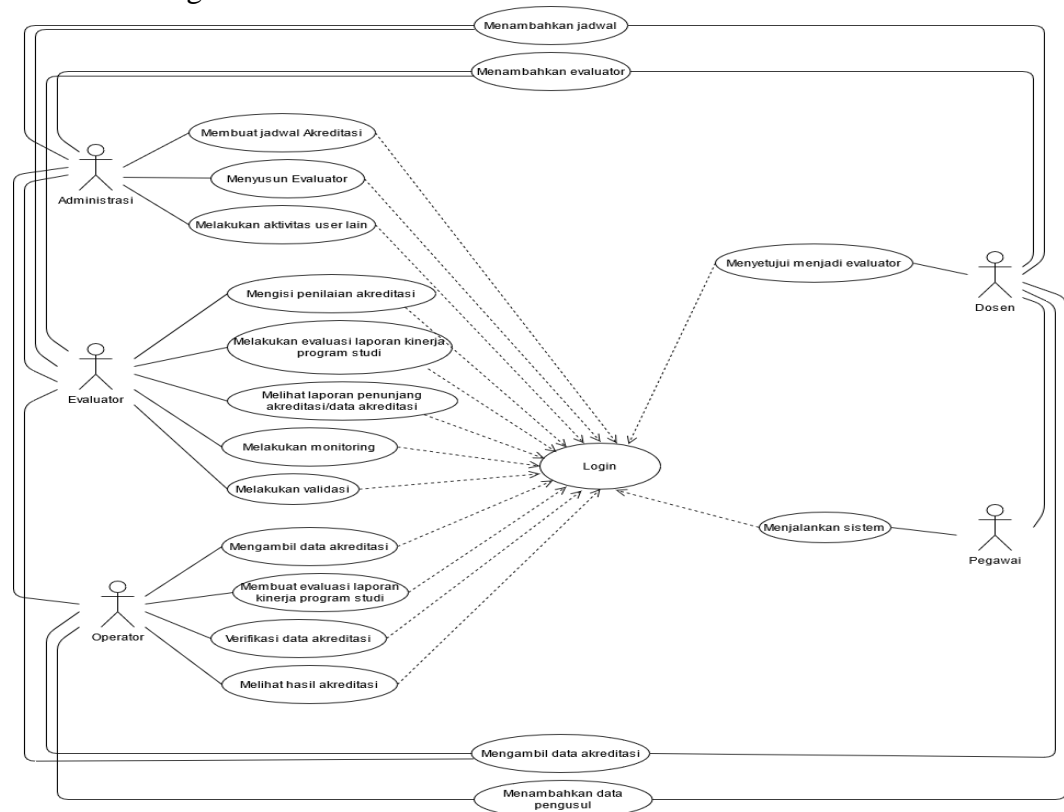 Menambahkan jadwal
Menambahkan evaluator
Membuat jadwal Akreditasi
Menyusun Evaluator
Administrasi
Melakukan aktivitas user lain
Menyetujui menjadi evaluator
Dosen
Mengisi penilaian akreditasi
Melakukan evaluasi laporan kinerja
program studi
Evaluator
Melihat laporan penunjang
akreditasi/data akreditasi
Melakukan monitoring
Login
Melakukan validasi
Menjalankan sistem
Pegawai
Mengambil data akreditasi
Membuat evaluasi laporan
kinerja program studi
Operator
Verifikasi data akreditasi
Melihat hasil akreditasi
Mengambil data akreditasi
Menambahkan data
pengusul